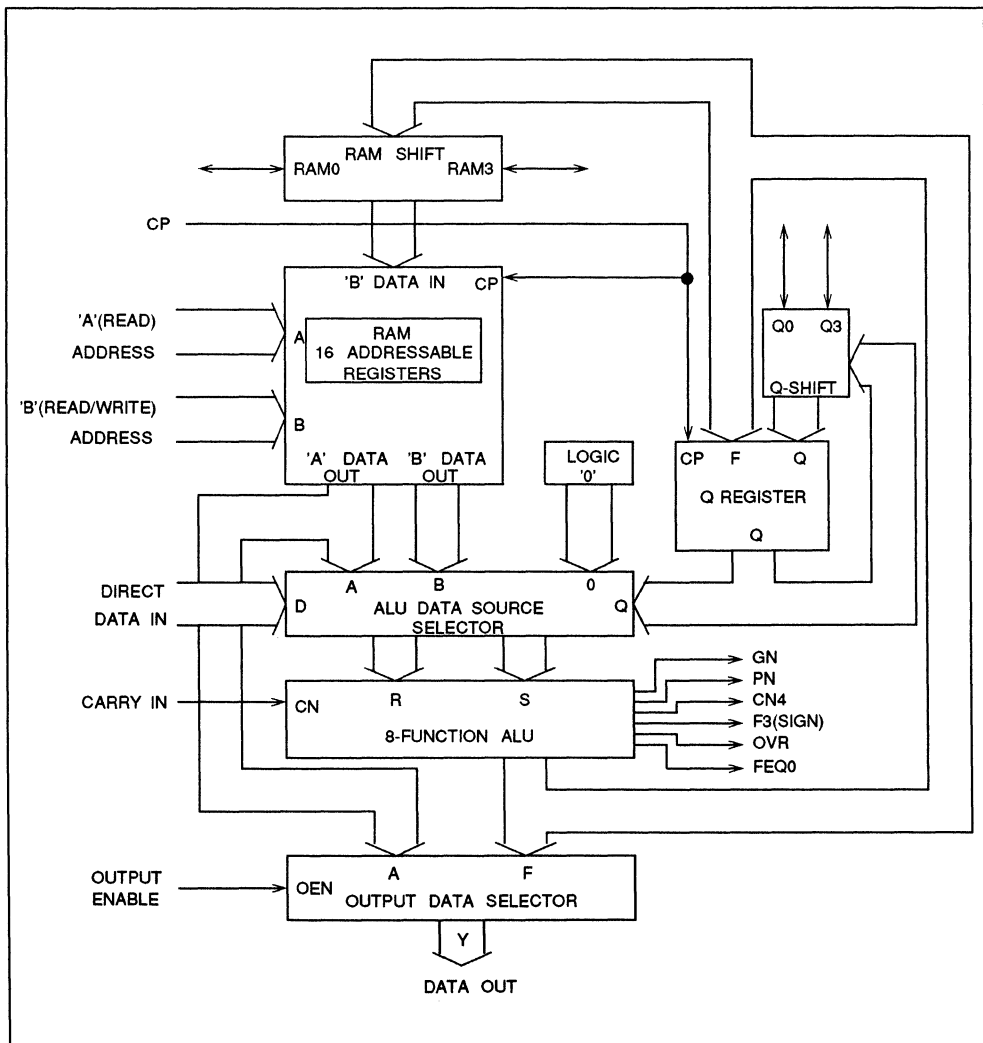 RAM SHIFT
RAM0
RAM3
CP
'B' DATA IN
CP
'A'(READ)
ADDRESS
A
RAM
16 ADDRESSABLE
REGISTERS
'B'(READ/WRITE)
ADDRESS
B
'A' DATA
OUT
'B' DATA
OUT
LOGIC
'0'
Q0 Q3
Q-SHIFT
CP F Q
Q REGISTER
Q
DIRECT
DATA IN
A B 0
D
Q
ALU DATA SOURCE
SELECTOR
CARRY IN
CN
R S
8-FUNCTION ALU
GN
PN
CN4
F3(SIGN)
OVR
FEQ0
OUTPUT
ENABLE
A F
OEN
OUTPUT DATA SELECTOR
Y
DATA OUT